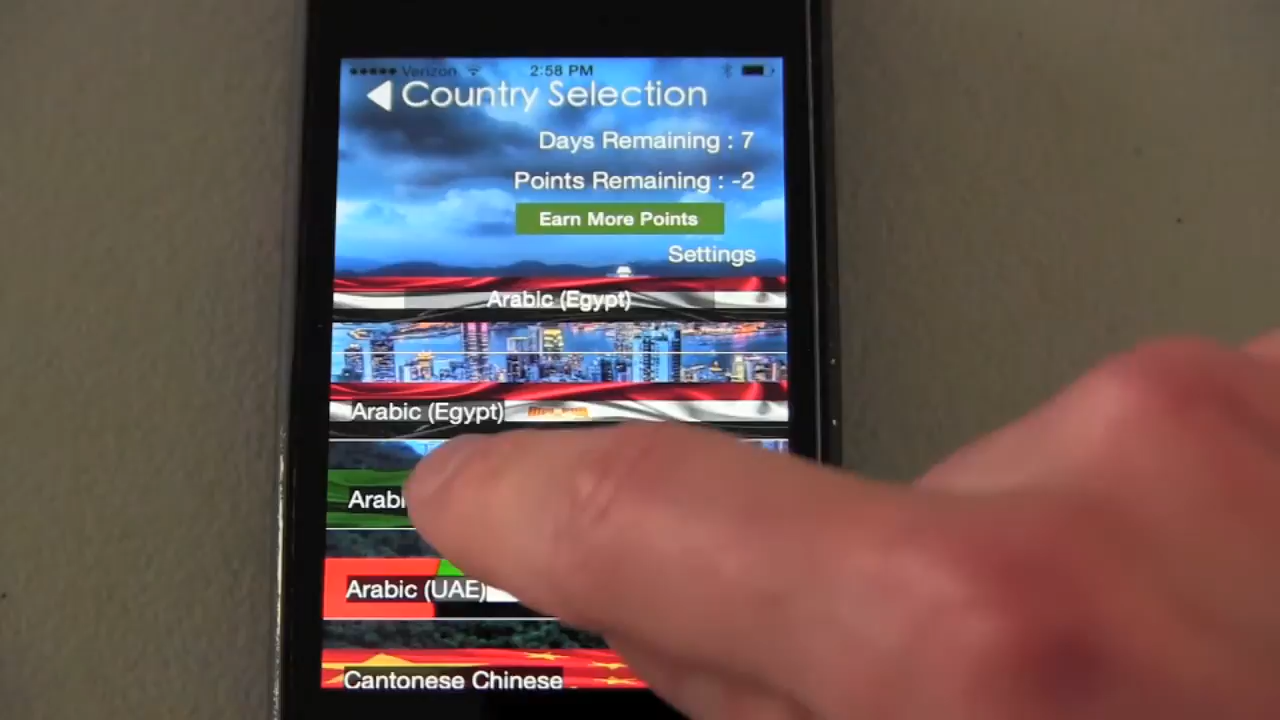 Verizon 2:58 PM
Country Selection
Days Remaining : 7
Points Remaining : -2
Earn More Points
Settings
Arabic (Egypt)
Arabic (Egypt)
Arabic (UAE)
Cantonese Chinese